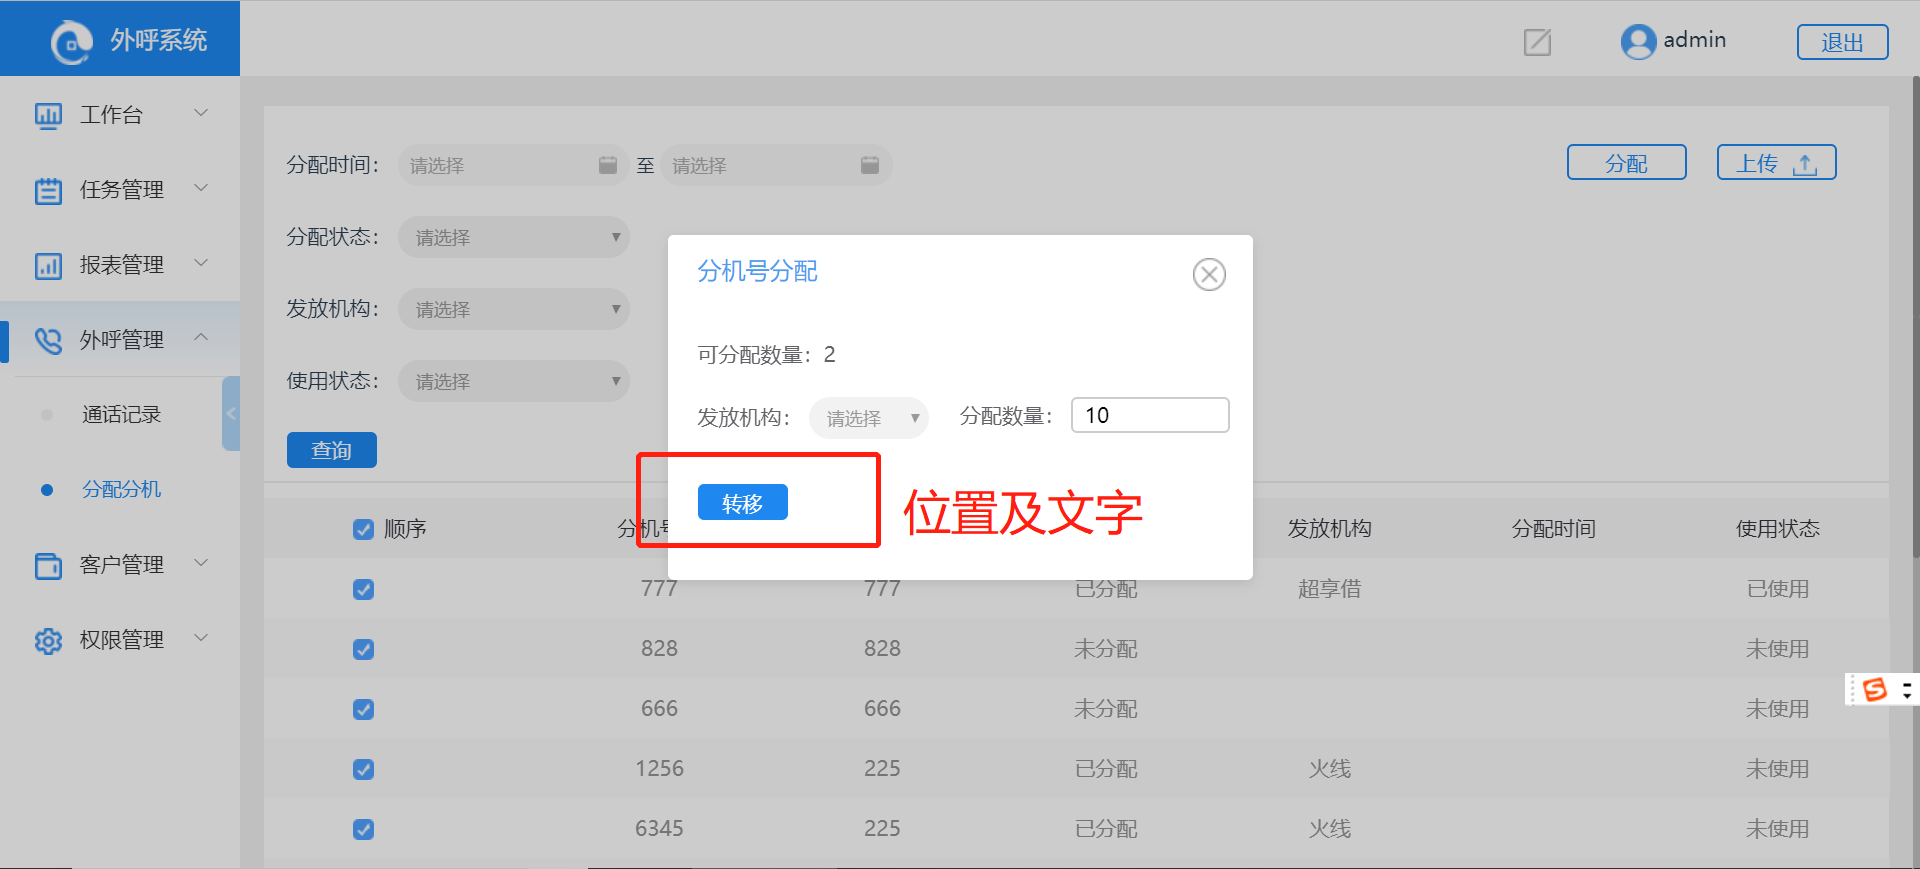 外呼系统
admin
退出
工作台
任务管理
报表管理
外呼管理
通话记录
分配分机
客户管理
权限管理
分配时间： 请选择 至 请选择
分配 上传
分配状态： 请选择
发放机构： 请选择
使用状态： 请选择
查询
分机号分配
可分配数量：2
发放机构： 请选择 分配数量： 10
转移
位置及文字
顺序 分机号 发放机构 分配时间 使用状态
777 777 已分配 超享借 已使用
828 828 未分配 未使用
666 666 未分配 未使用
1256 225 已分配 火线 未使用
6345 225 已分配 火线 未使用